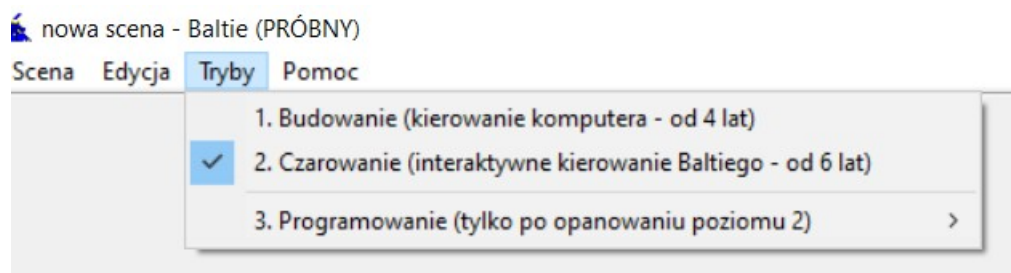 nowa scena - Baltie (PRÓBNY)
Scena Edycja Tryby Pomoc
1. Budowanie (kierowanie komputera - od 4 lat)
2. Czarowanie (interaktywne kierowanie Baltiego - od 6 lat)
3. Programowanie (tylko po opanowaniu poziomu 2)